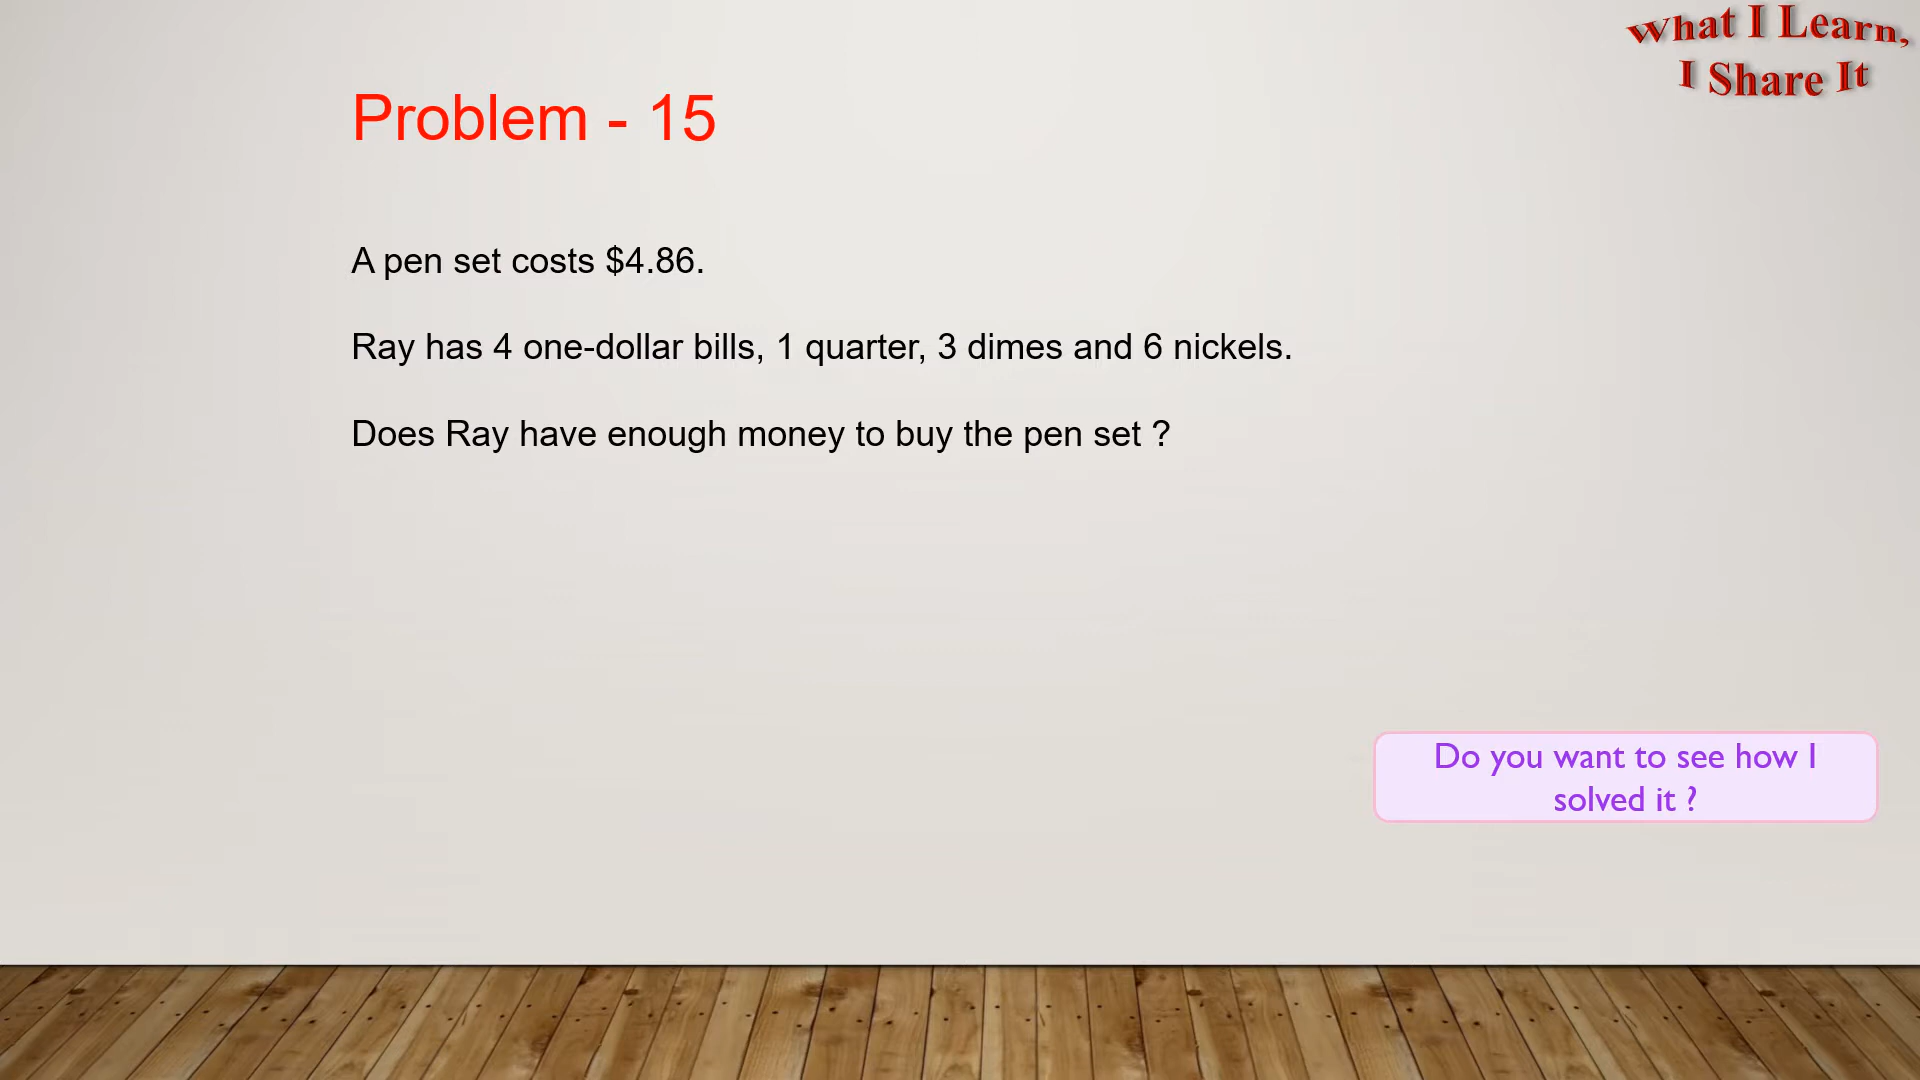 What I Learn,
I Share It
Problem - 15
A pen set costs $4.86.
Ray has 4 one-dollar bills, 1 quarter, 3 dimes and 6 nickels.
Does Ray have enough money to buy the pen set ?
Do you want to see how I
solved it ?